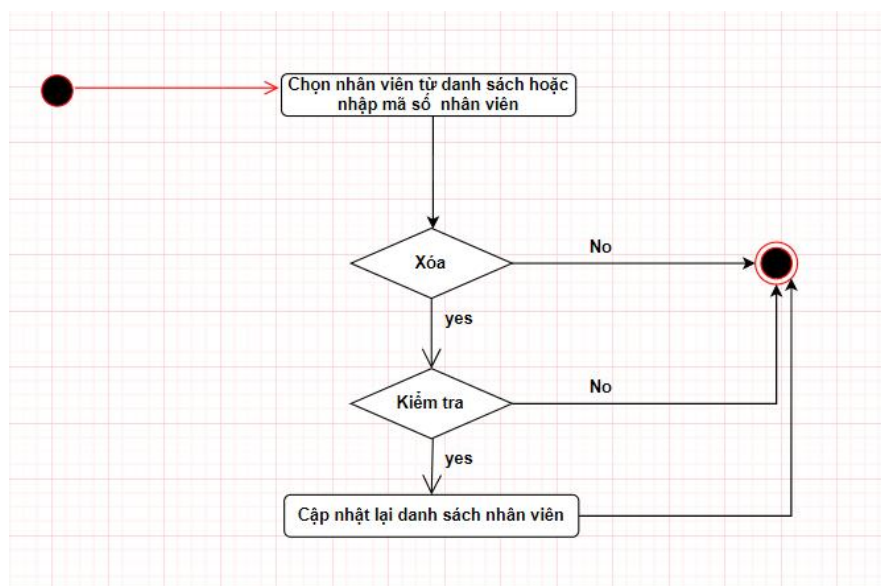 Chọn nhân viên từ danh sách hoặc
nhập mã số nhân viên
Xóa
No
yes
Kiểm tra
No
yes
Cập nhật lại danh sách nhân viên